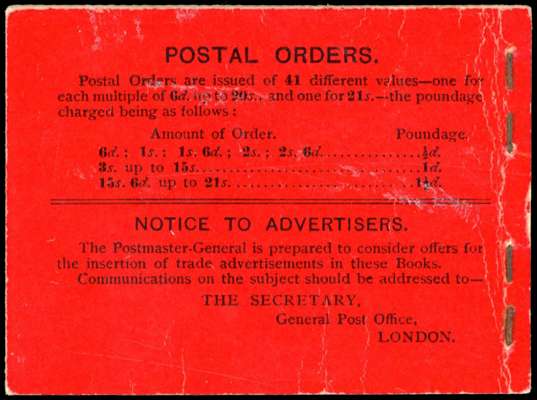 POSTAL ORDERS.
Postal Orders are issued of 41 different values—one for
each multiple of 6d. up to 20s., and one for 21s.—the poundage
charged being as follows :
Amount of Order. Poundage.
6d. ; 1s. ; 1s. 6d. ; 2s. ; 2s. 6d. ............. ½d.
3s. up to 15s. ............................. 1d.
15s. 6d. up to 21s. ........................ 1½d.
NOTICE TO ADVERTISERS.
The Postmaster-General is prepared to consider offers for
the insertion of trade advertisements in these Books.
Communications on the subject should be addressed to—
THE SECRETARY,
General Post Office,
LONDON.